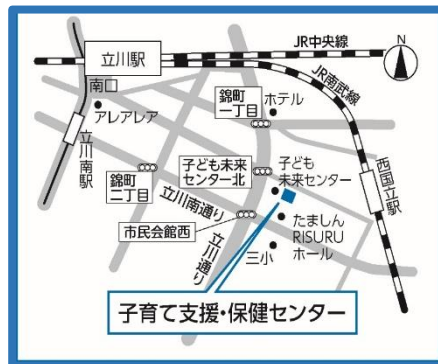 JR中央線
N
立川駅
JR南武線
南口
アレアレア
錦町
一丁目
ホテル
立川南駅
錦町
二丁目
子ども未来
センター北
子ども
未来センター
西国立駅
立川南通り
市民会館西
立川通り
たましん
RISURU
ホール
三小
子育て支援・保健センター